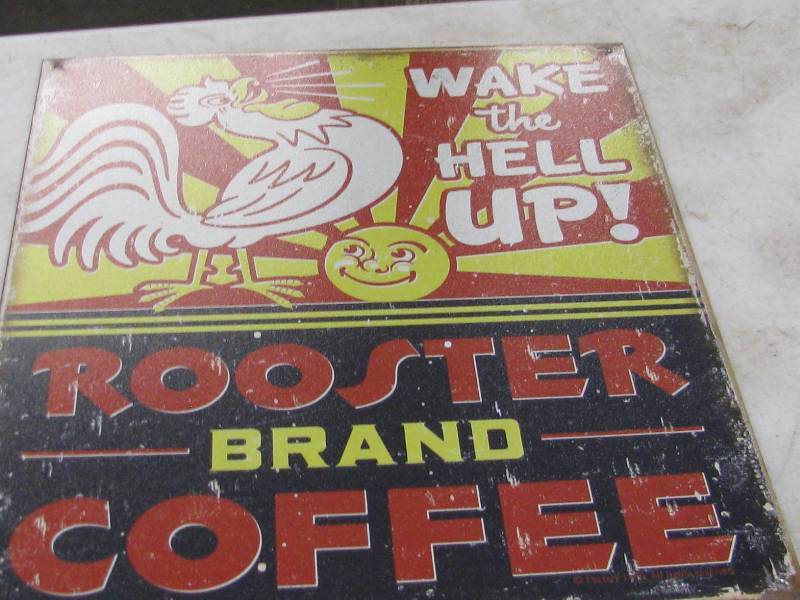 WAKE
the
HELL
UP!
ROOSTER
BRAND
COFFEE